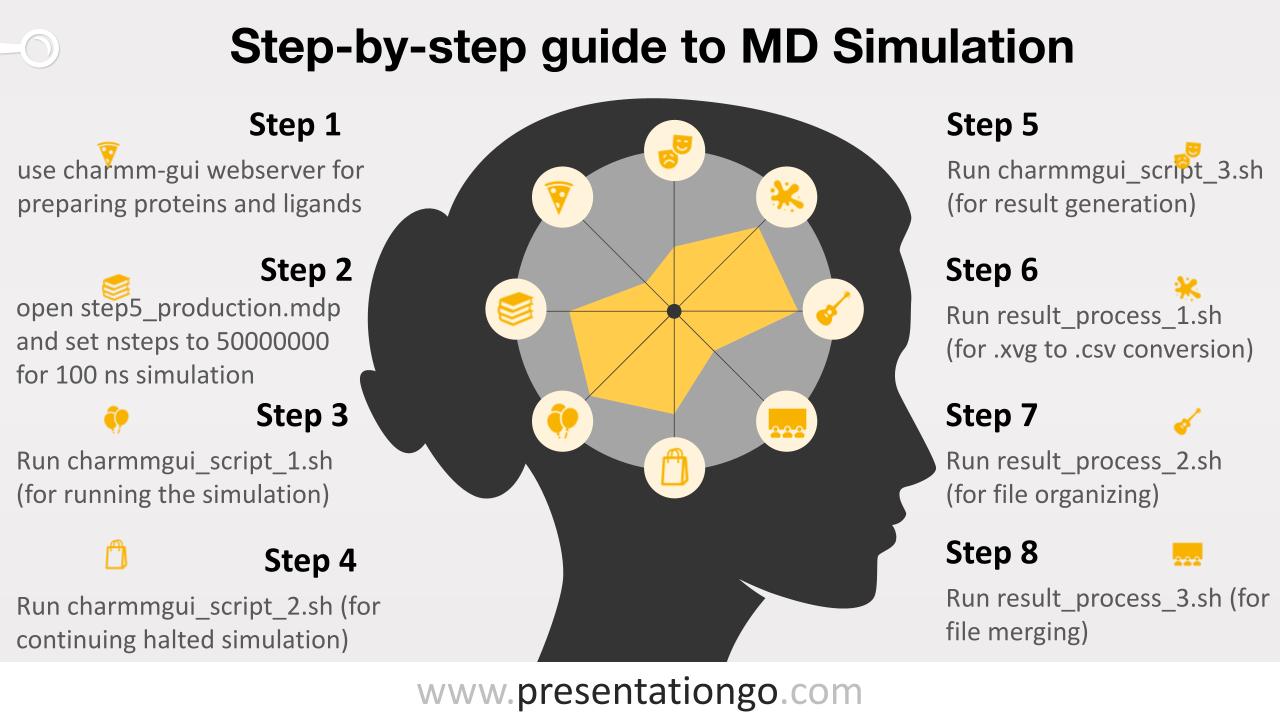 Step-by-step guide to MD Simulation
Step 1
use charmm-gui webserver for
preparing proteins and ligands
Step 2
open step5_production.mdp
and set nsteps to 50000000
for 100 ns simulation
Step 3
Run charmmgui_script_1.sh
(for running the simulation)
Step 4
Run charmmgui_script_2.sh (for
continuing halted simulation)
Step 5
Run charmmgui_script_3.sh
(for result generation)
Step 6
Run result_process_1.sh
(for .xvg to .csv conversion)
Step 7
Run result_process_2.sh
(for file organizing)
Step 8
Run result_process_3.sh (for
file merging)
www.presentationgo.com